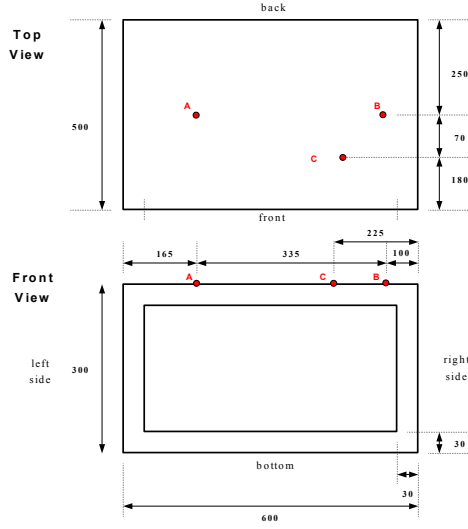 back
Top
View
A
B
C
500
250
70
180
front
225
165
335
100
Front
View
A
C
B
left
side
300
right
side
30
bottom
30
600